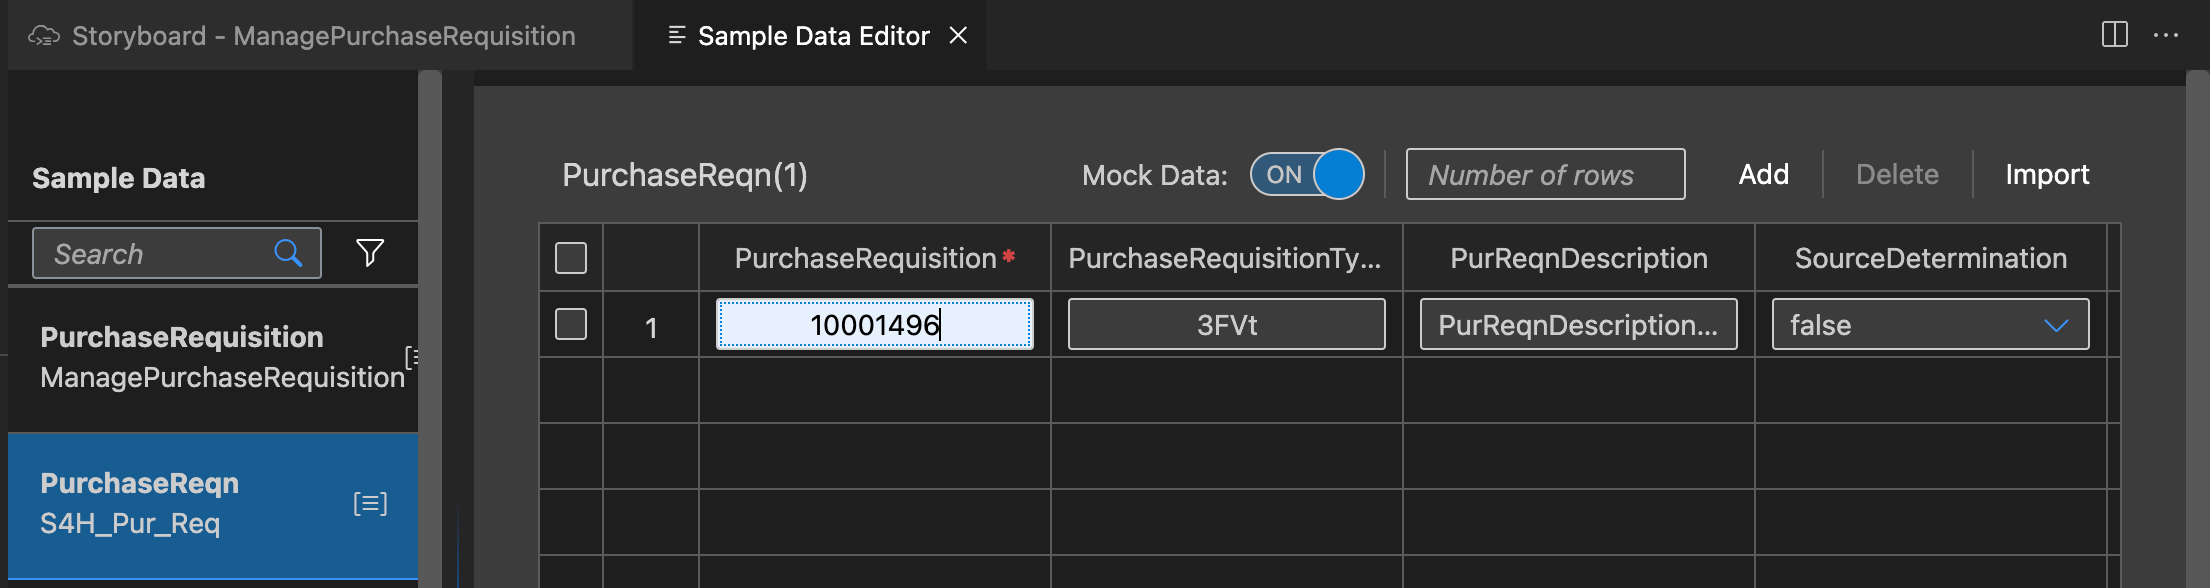 Storyboard - ManagePurchaseRequisition
Sample Data Editor
Sample Data
Search
PurchaseRequisition
ManagePurchaseRequisition
PurchaseReqn
S4H_Pur_Req
PurchaseReqn(1)
Mock Data: ON Number of rows Add Delete Import
PurchaseRequisition* PurchaseRequisitionTy... PurReqnDescription SourceDetermination
1 10001496 3FVt PurReqnDescription... false